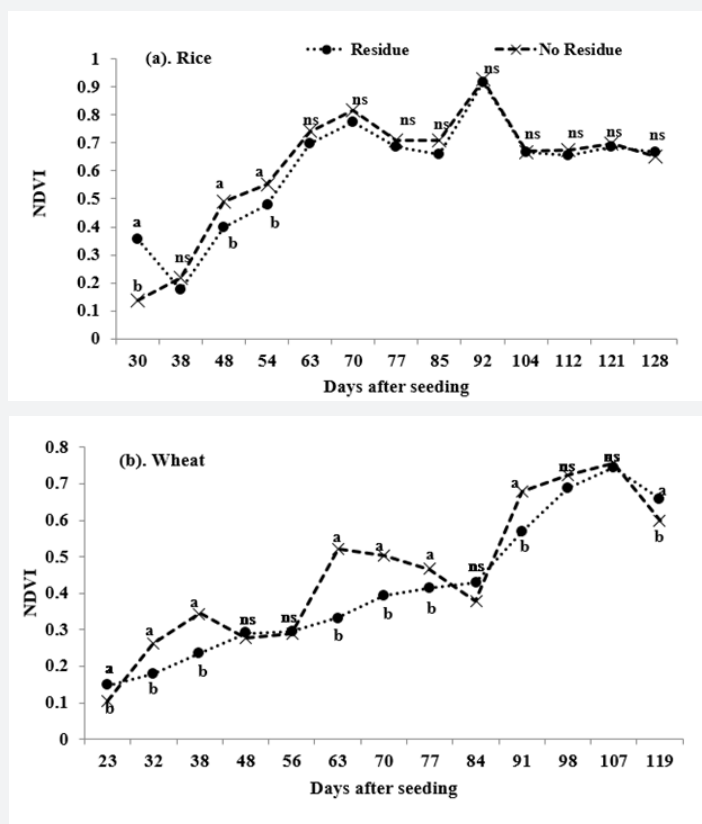 (a). Rice
Residue
No Residue
1
0.9
0.8
0.7
0.6
0.5
0.4
0.3
0.2
0.1
0
NDVI
a
b
ns
a
b
a
b
ns
ns
ns
ns
ns
ns
ns
ns
ns
30 38 48 54 63 70 77 85 92 104 112 121 128
Days after seeding
(b). Wheat
0.8
0.7
0.6
0.5
0.4
0.3
0.2
0.1
0
NDVI
a
b
a
b
a
b
ns
ns
a
b
a
b
a
b
ns
a
b
ns
ns
a
b
23 32 38 48 56 63 70 77 84 91 98 107 119
Days after seeding